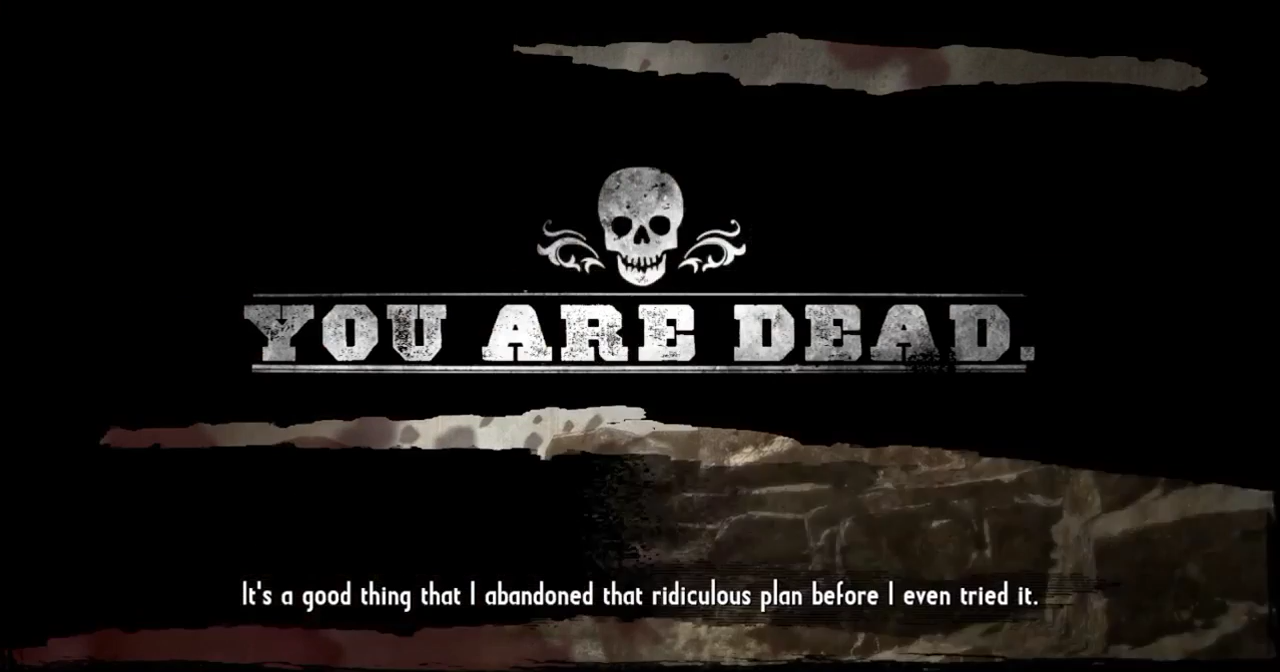 YOU ARE DEAD.
It's a good thing that I abandoned that ridiculous plan before I even tried it.